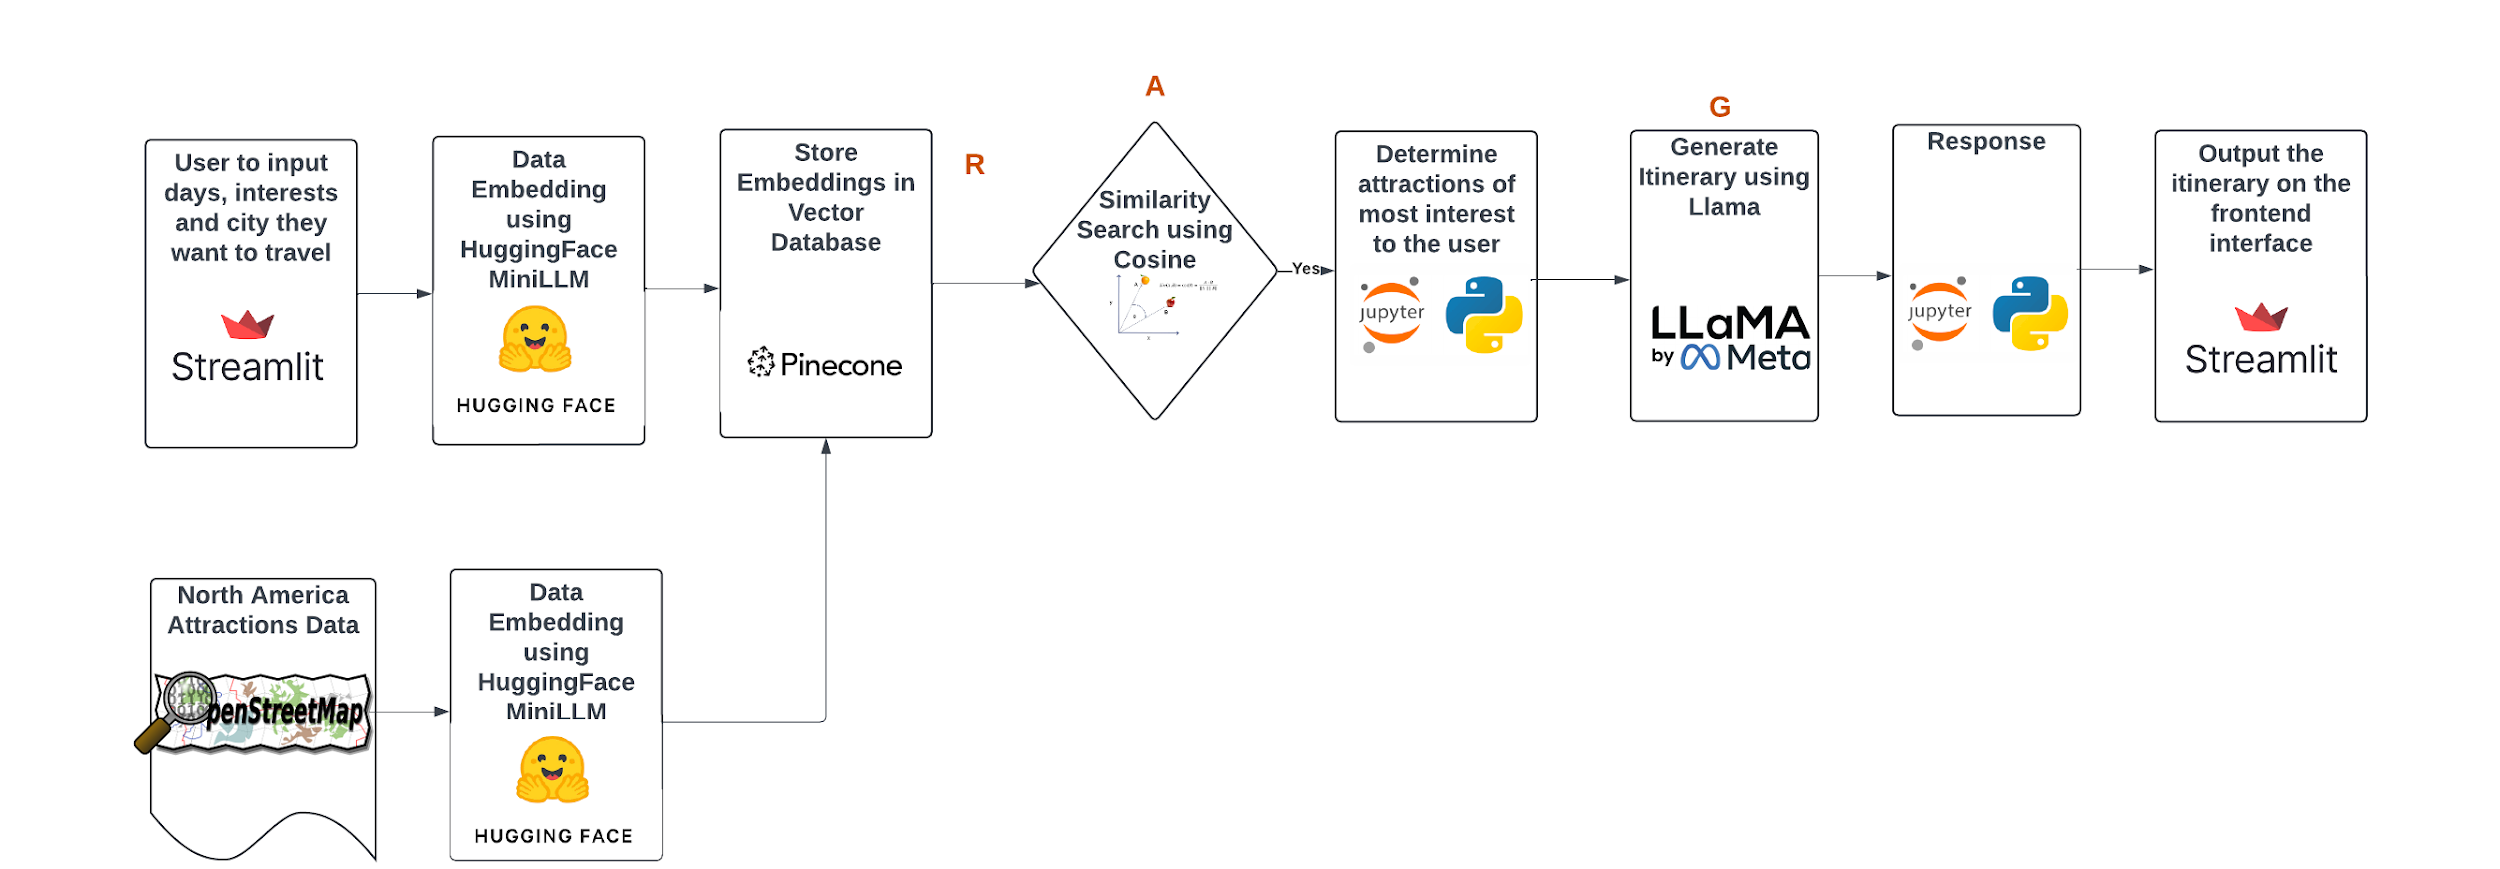 User to input
days, interests
and city they
want to travel
Streamlit
Data
Embedding
using
HuggingFace
MiniLLM
HUGGING FACE
Store
Embeddings in
Vector
Database
Pinecone
R
A
Similarity
Search using
Cosine
A
B
X
Yes
Determine
attractions of
most interest
to the user
jupyter
G
Generate
Itinerary using
Llama
LLaMA
by Meta
Response
jupyter
Output the
itinerary on the
frontend
interface
Streamlit
North America
Attractions Data
penStreetMap
Data
Embedding
using
HuggingFace
MiniLLM
HUGGING FACE